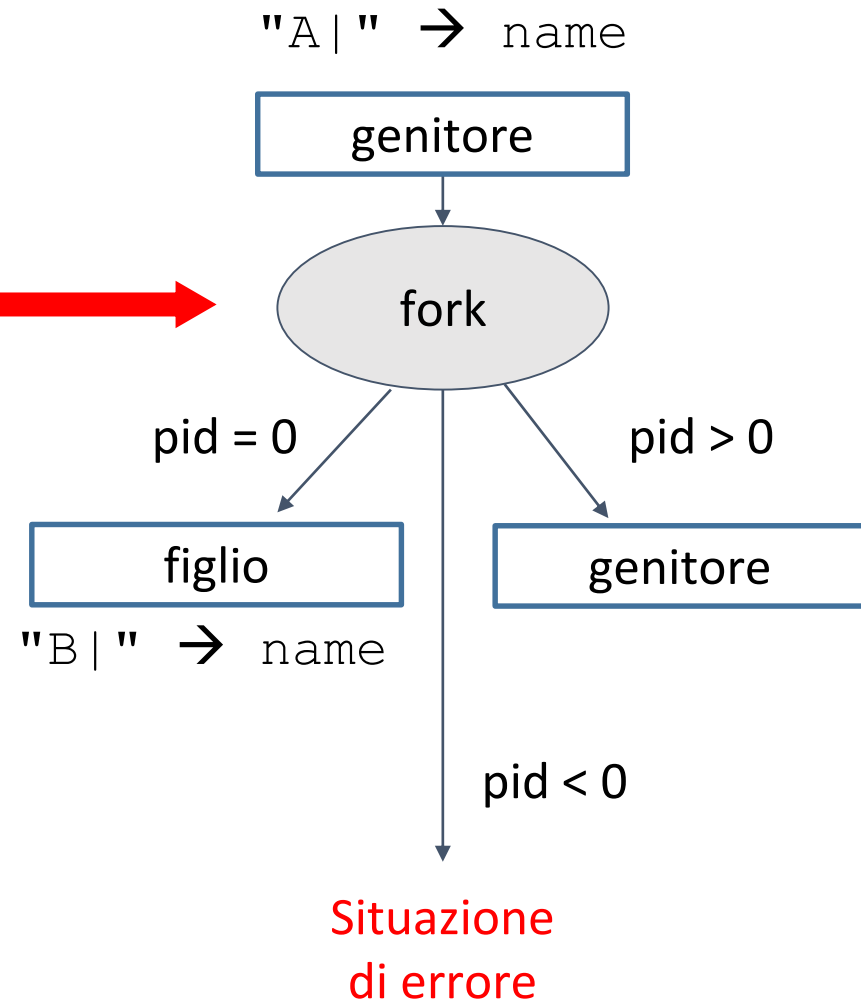 "A|" → name
genitore
fork
pid = 0
pid > 0
figlio
genitore
"B|" → name
pid < 0
Situazione
di errore